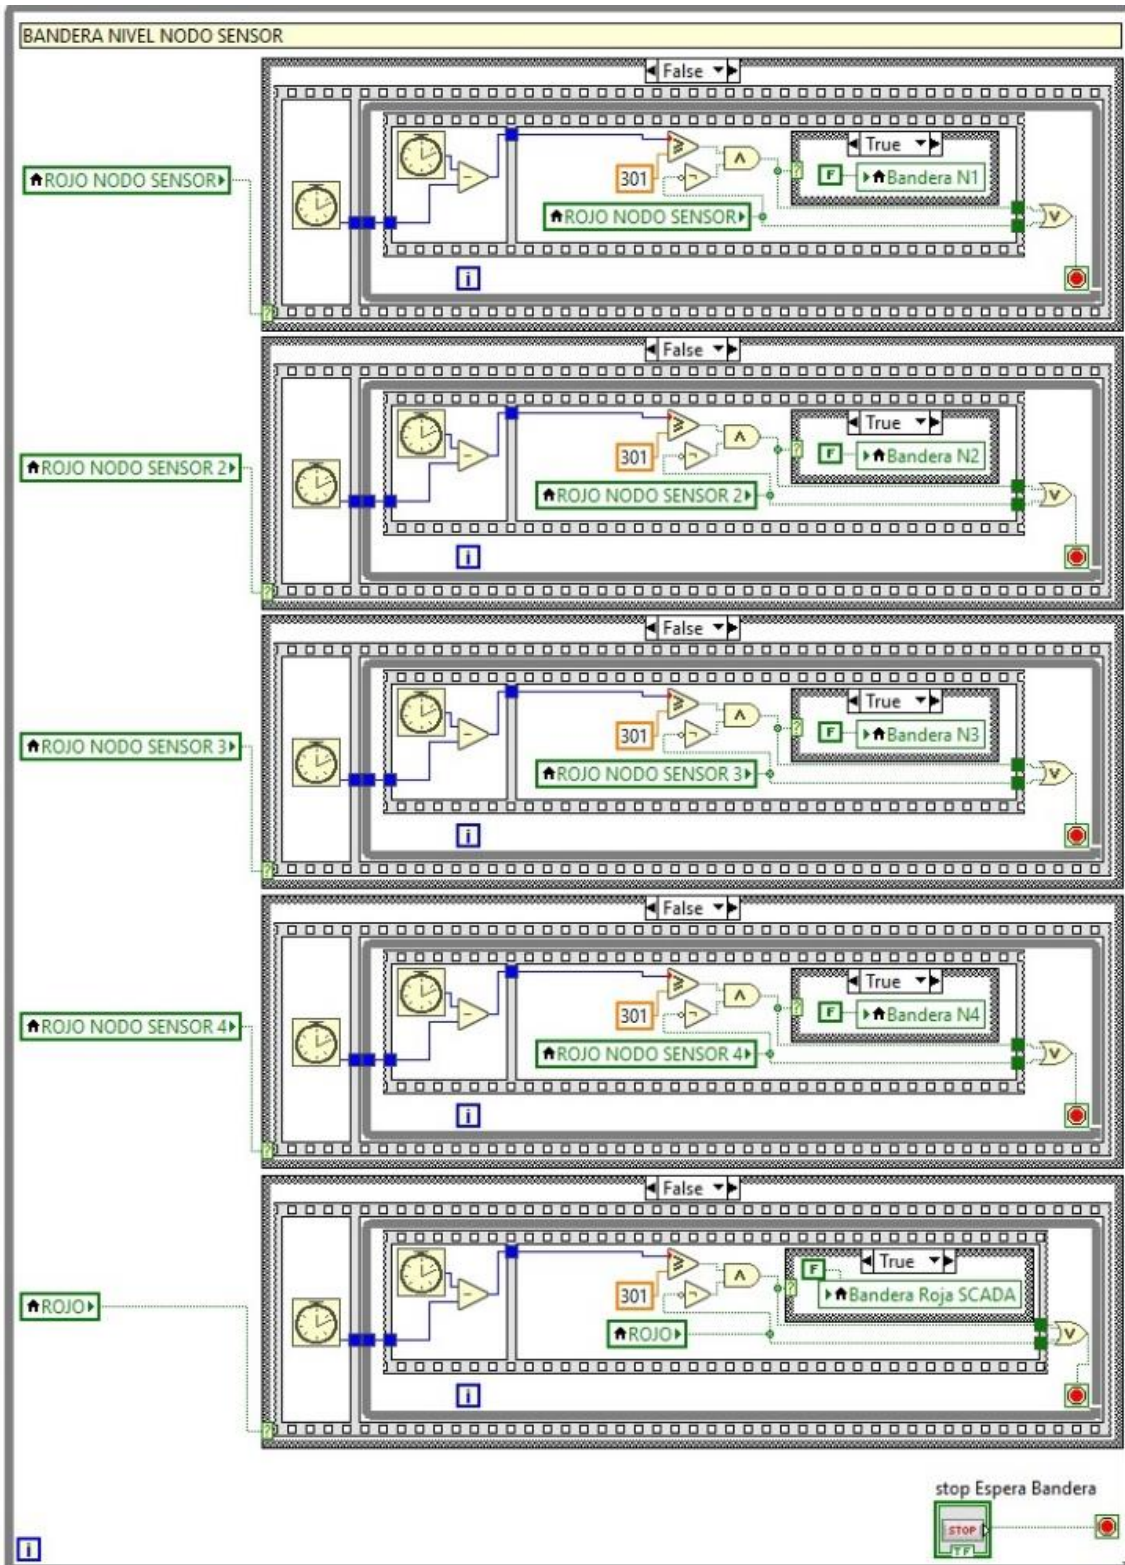 BANDERA NIVEL NODO SENSOR
False
True
ROJO NODO SENSOR
301
F
Bandera N1
ROJO NODO SENSOR
i
?
?
False
True
ROJO NODO SENSOR 2
301
F
Bandera N2
ROJO NODO SENSOR 2
i
?
?
False
True
ROJO NODO SENSOR 3
301
F
Bandera N3
ROJO NODO SENSOR 3
i
?
?
False
True
ROJO NODO SENSOR 4
301
F
Bandera N4
ROJO NODO SENSOR 4
i
?
?
False
True
F
ROJO
301
Bandera Roja SCADA
ROJO
i
?
?
stop Espera Bandera
STOP
TF
i